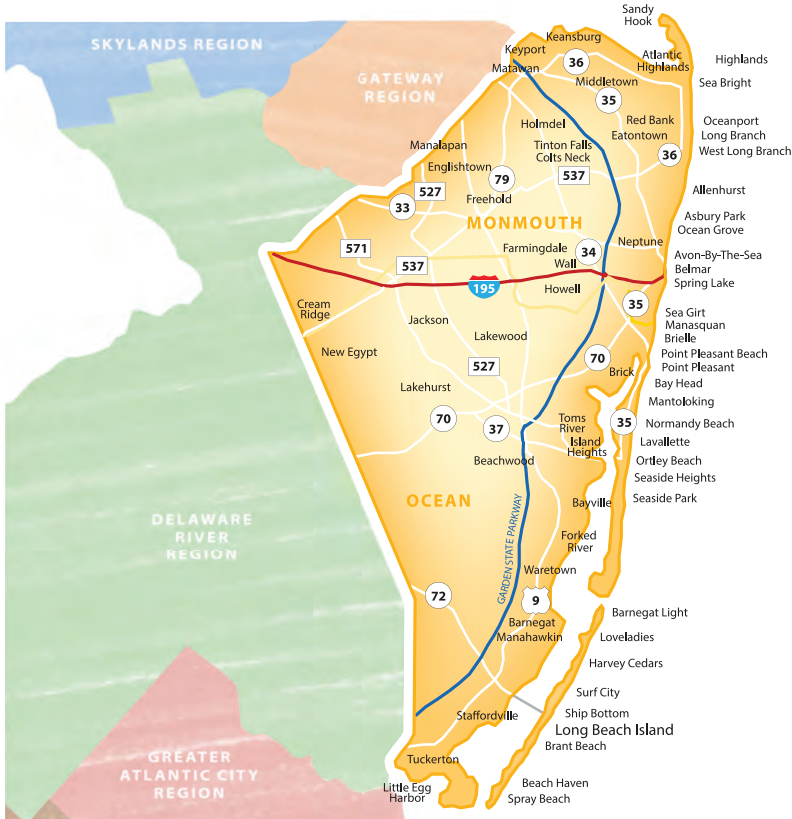 Sandy
Hook
Keansburg
Keyport
36
Atlantic
Highlands
Highlands
SKYLANDS REGION
Matawan
GATEWAY
REGION
Middletown
Sea Bright
35
Holmdel
Red Bank
Oceanport
Eatontown
Long Branch
Manalapan
Tinton Falls
Colts Neck
36
West Long Branch
Englishtown
79
537
527
Freehold
Allenhurst
33
MONMOUTH
Asbury Park
Ocean Grove
571
Farmingdale
34
Neptune
Wall
Avon-By-The-Sea
537
Belmar
195
Howell
Spring Lake
Cream
Ridge
35
Sea Girt
Jackson
Manasquan
Lakewood
Brielle
New Egypt
70
Point Pleasant Beach
527
Brick
Point Pleasant
Lakehurst
Bay Head
Mantoloking
70
37
Toms
River
35
Normandy Beach
Island
Heights
Lavallette
Beachwood
Ortley Beach
Seaside Heights
OCEAN
Bayville
Seaside Park
DELAWARE
RIVER
REGION
GARDEN STATE PARKWAY
Forked
River
Waretown
72
9
Barnegat Light
Barnegat
Manahawkin
Loveladies
Harvey Cedars
Surf City
Staffordville
Ship Bottom
Long Beach Island
Brant Beach
GREATER
ATLANTIC CITY
REGION
Tuckerton
Little Egg
Harbor
Beach Haven
Spray Beach